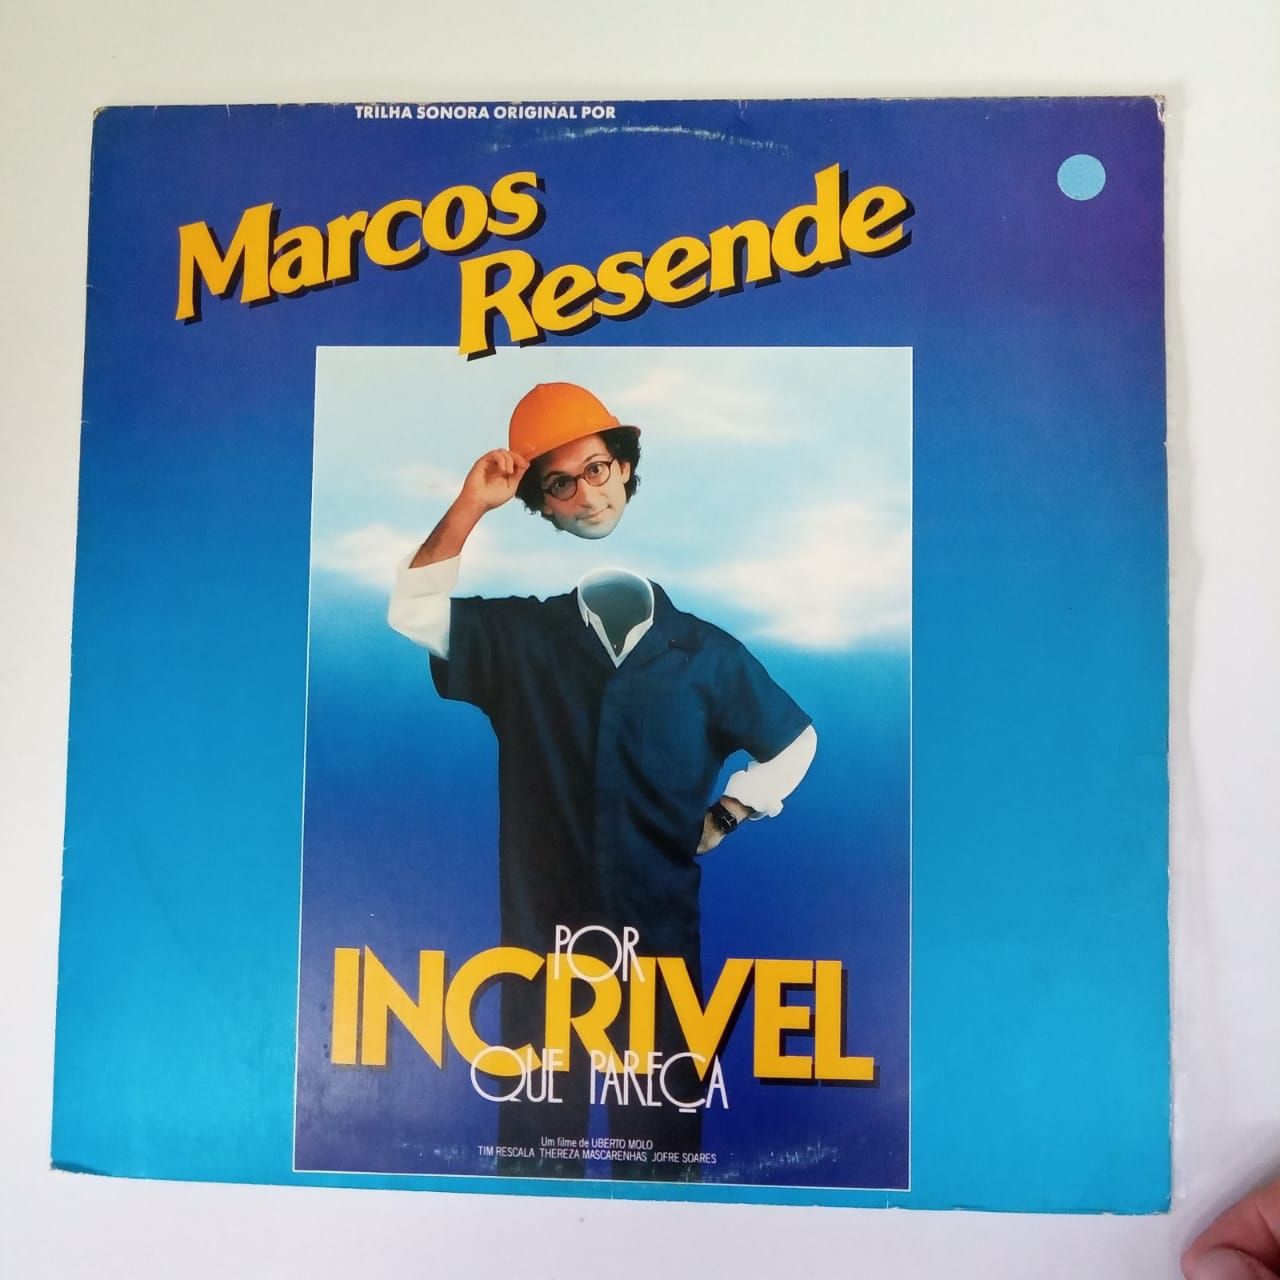 TRILHA SONORA ORIGINAL POR
Marcos
Resende
POR
INCRIVEL
QUE PAREÇA
Um filme de UBERTO MOLO
TIM RESCALA THEREZA MASCARENHAS, JOFRE SOARES